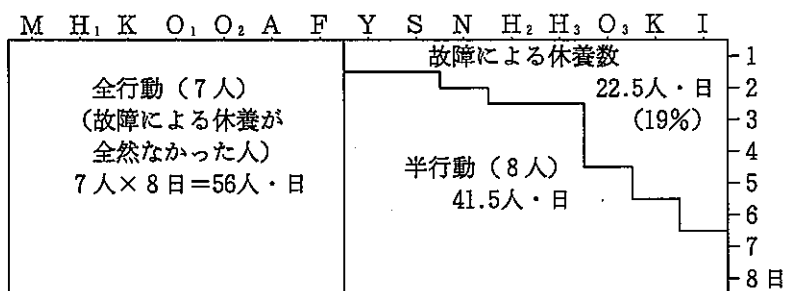 M H₁ K O₁ O₂ A F Y S N H₂ H₃ O₃ K I
故障による休養数
22.5人・日
(19%)
全行動（7人）
（故障による休養が
全然なかった人）
7人×8日＝56人・日
半行動（8人）
41.5人・日
1
2
3
4
5
6
7
8日